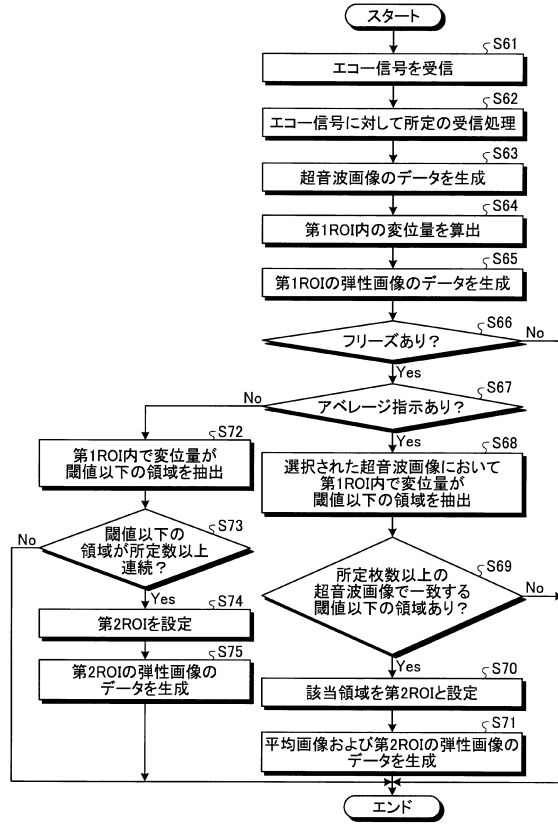 スタート
S61
エコー信号を受信
S62
エコー信号に対して所定の受信処理
S63
超音波画像のデータを生成
S64
第1ROI内の変位量を算出
S65
第1ROIの弾性画像のデータを生成
S66
フリーズあり?
No
Yes
S67
アベレージ指示あり?
No
Yes
S72
第1ROI内で変位量が
閾値以下の領域を抽出
S68
選択された超音波画像において
第1ROI内で変位量が
閾値以下の領域を抽出
S73
閾値以下の
領域が所定数以上
連続?
No
Yes
S69
所定枚数以上の
超音波画像で一致する
閾値以下の領域あり?
No
Yes
S74
第2ROIを設定
S75
第2ROIの弾性画像の
データを生成
S70
該当領域を第2ROIと設定
S71
平均画像および第2ROIの弾性画像の
データを生成
エンド